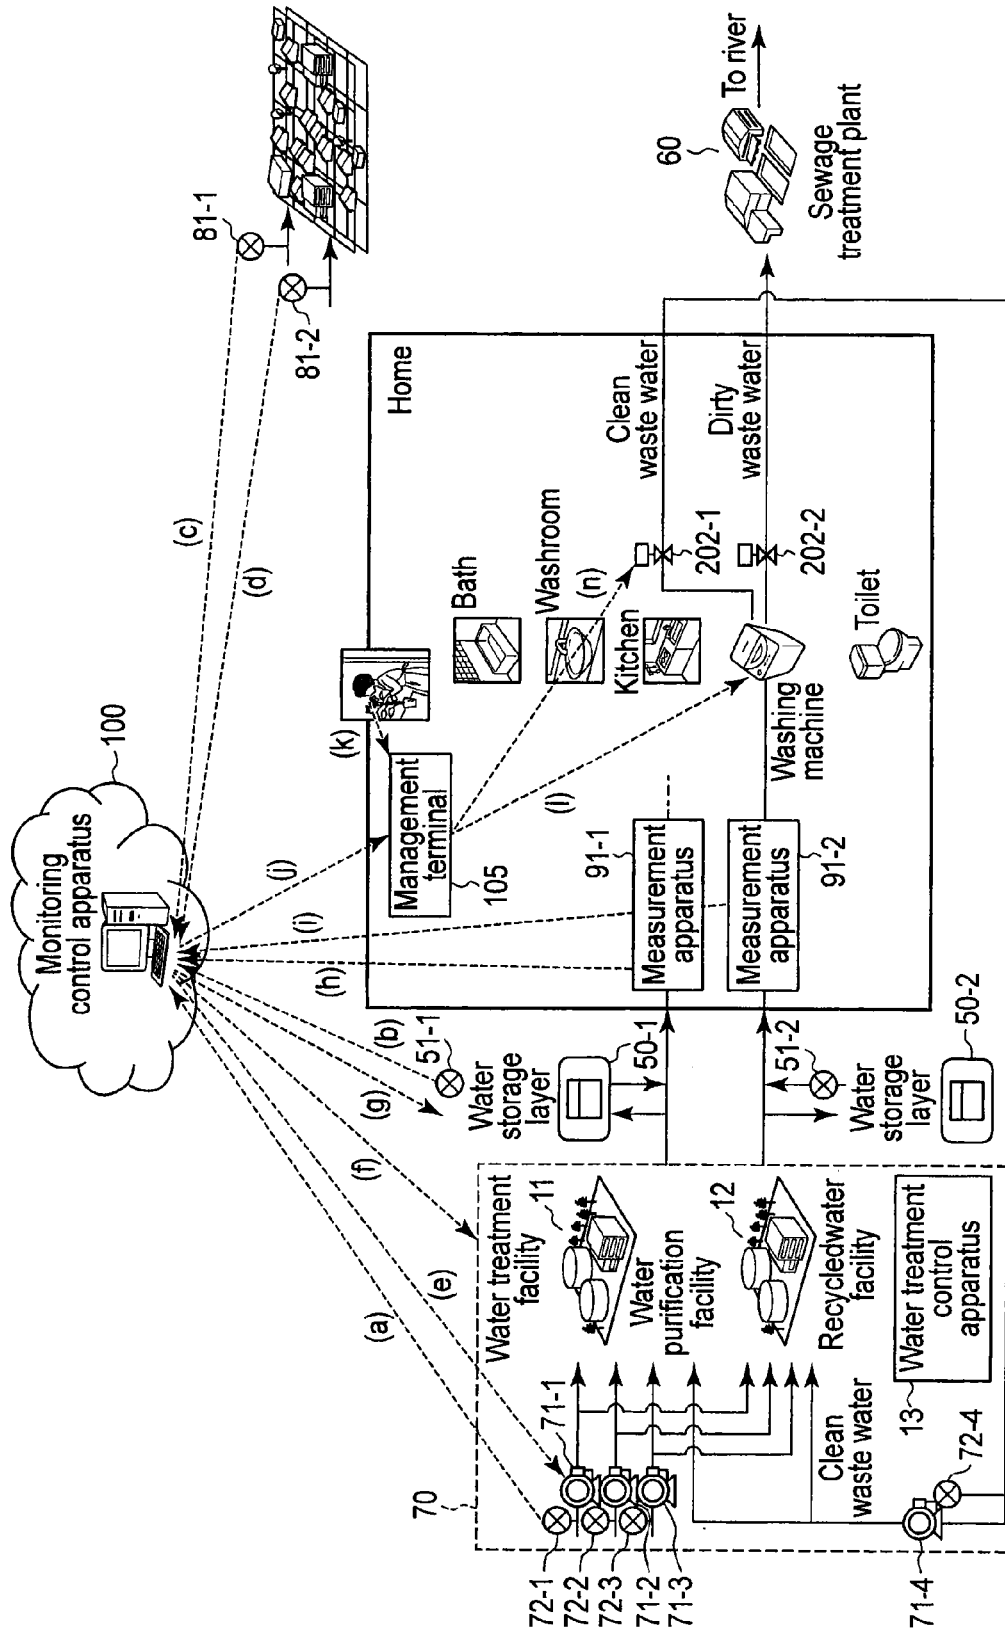 Monitoring
control apparatus
100
(a)
(e)
(f)
(g)
(b)
(h)
(i)
(j)
(c)
(d)
81-1
81-2
51-1
70
Water treatment
facility
11
Water
purification
facility
12
Recycledwater
facility
13
Water treatment
control
apparatus
72-1
72-2
72-3
71-1
71-2
71-3
71-4
72-4
Clean
waste water
Water
storage
layer
50-1
51-2
Water
storage
layer
50-2
Home
(k)
Management
terminal
105
(l)
(n)
Measurement
apparatus
91-1
Measurement
apparatus
91-2
Bath
Washroom
Kitchen
Washing
machine
Toilet
202-1
202-2
Clean
waste water
Dirty
waste water
60
To river
Sewage
treatment plant